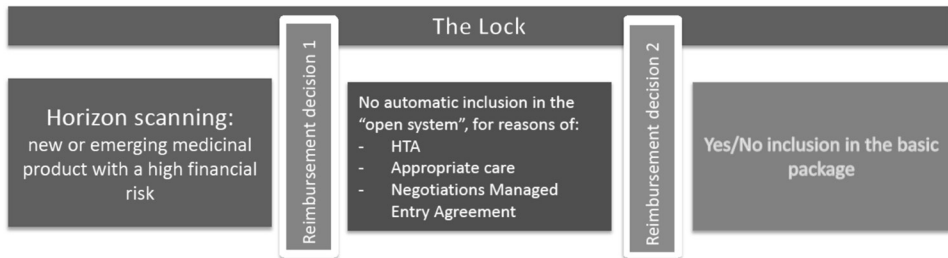 The Lock
Horizon scanning:
new or emerging medicinal
product with a high financial
risk
Reimbursement decision 1
No automatic inclusion in the
“open system”, for reasons of:
- HTA
- Appropriate care
- Negotiations Managed
Entry Agreement
Reimbursement decision 2
Yes/No inclusion in the basic
package